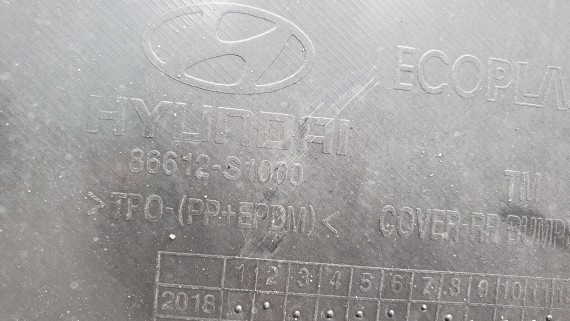 ECOPLA
HYUNDAI
86612-S1000
TM
>TPO-(PP+EPDM)<
COVER-RR BUMP
1 2 3 4 5 6 7 8 9 10 11 1
2018